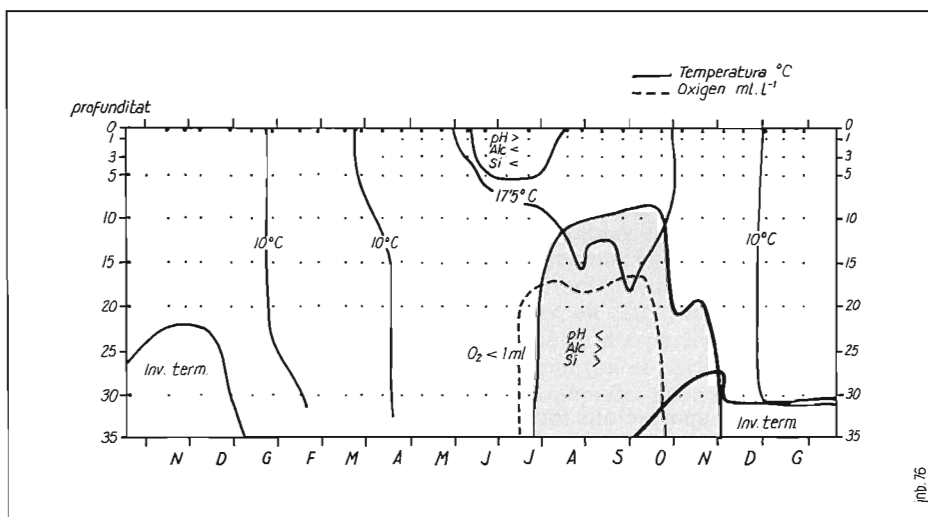 Temperatura °C
Oxigen ml. l⁻¹
profunditat
0
1
3
5
10
15
20
25
30
35
0
1
3
5
10
15
20
25
30
35
pH >
Alc <
Si <
17'5°C
10°C
10°C
10°C
O₂ < 1 ml
pH <
Alc >
Si >
Inv. term.
Inv. term
N D G F M A M J J A S O N D G
jnb. 76